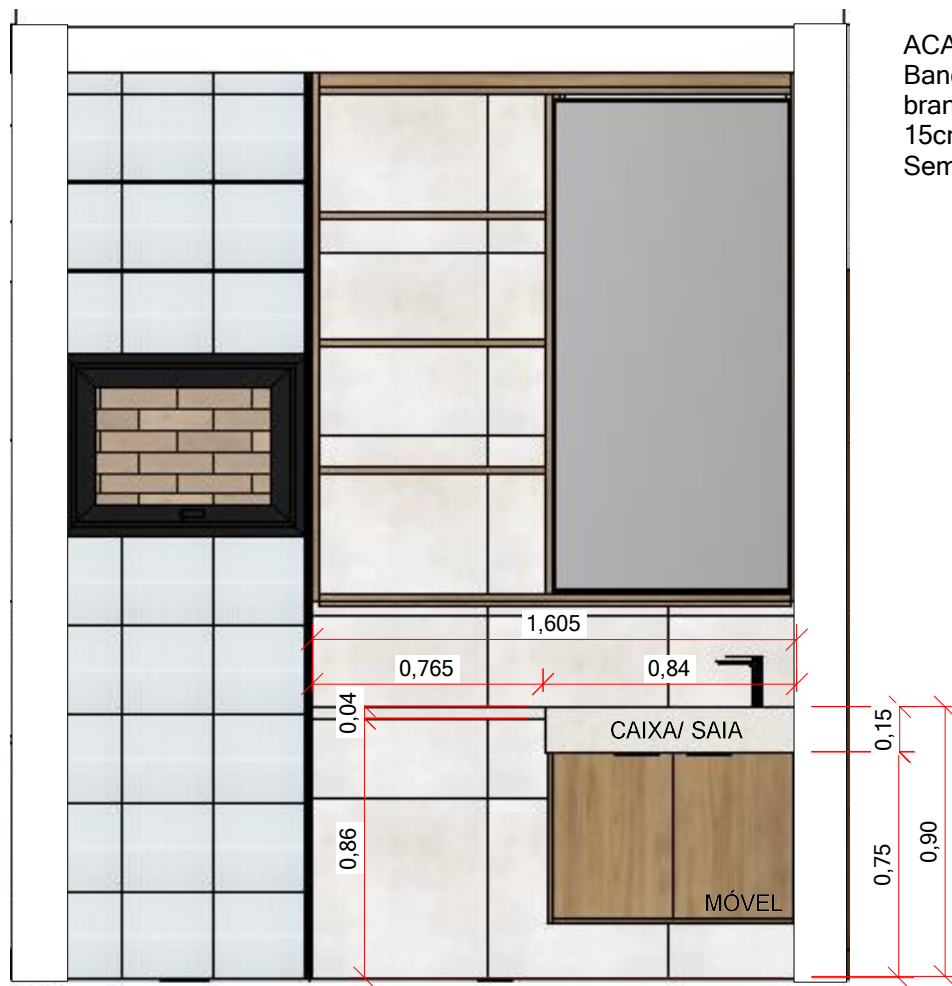 ACA
Banc
bran
15cm
Sem
1,605
0,765
0,84
0,04
CAIXA/ SAIA
0,15
0,86
0,75
0,90
MÓVEL